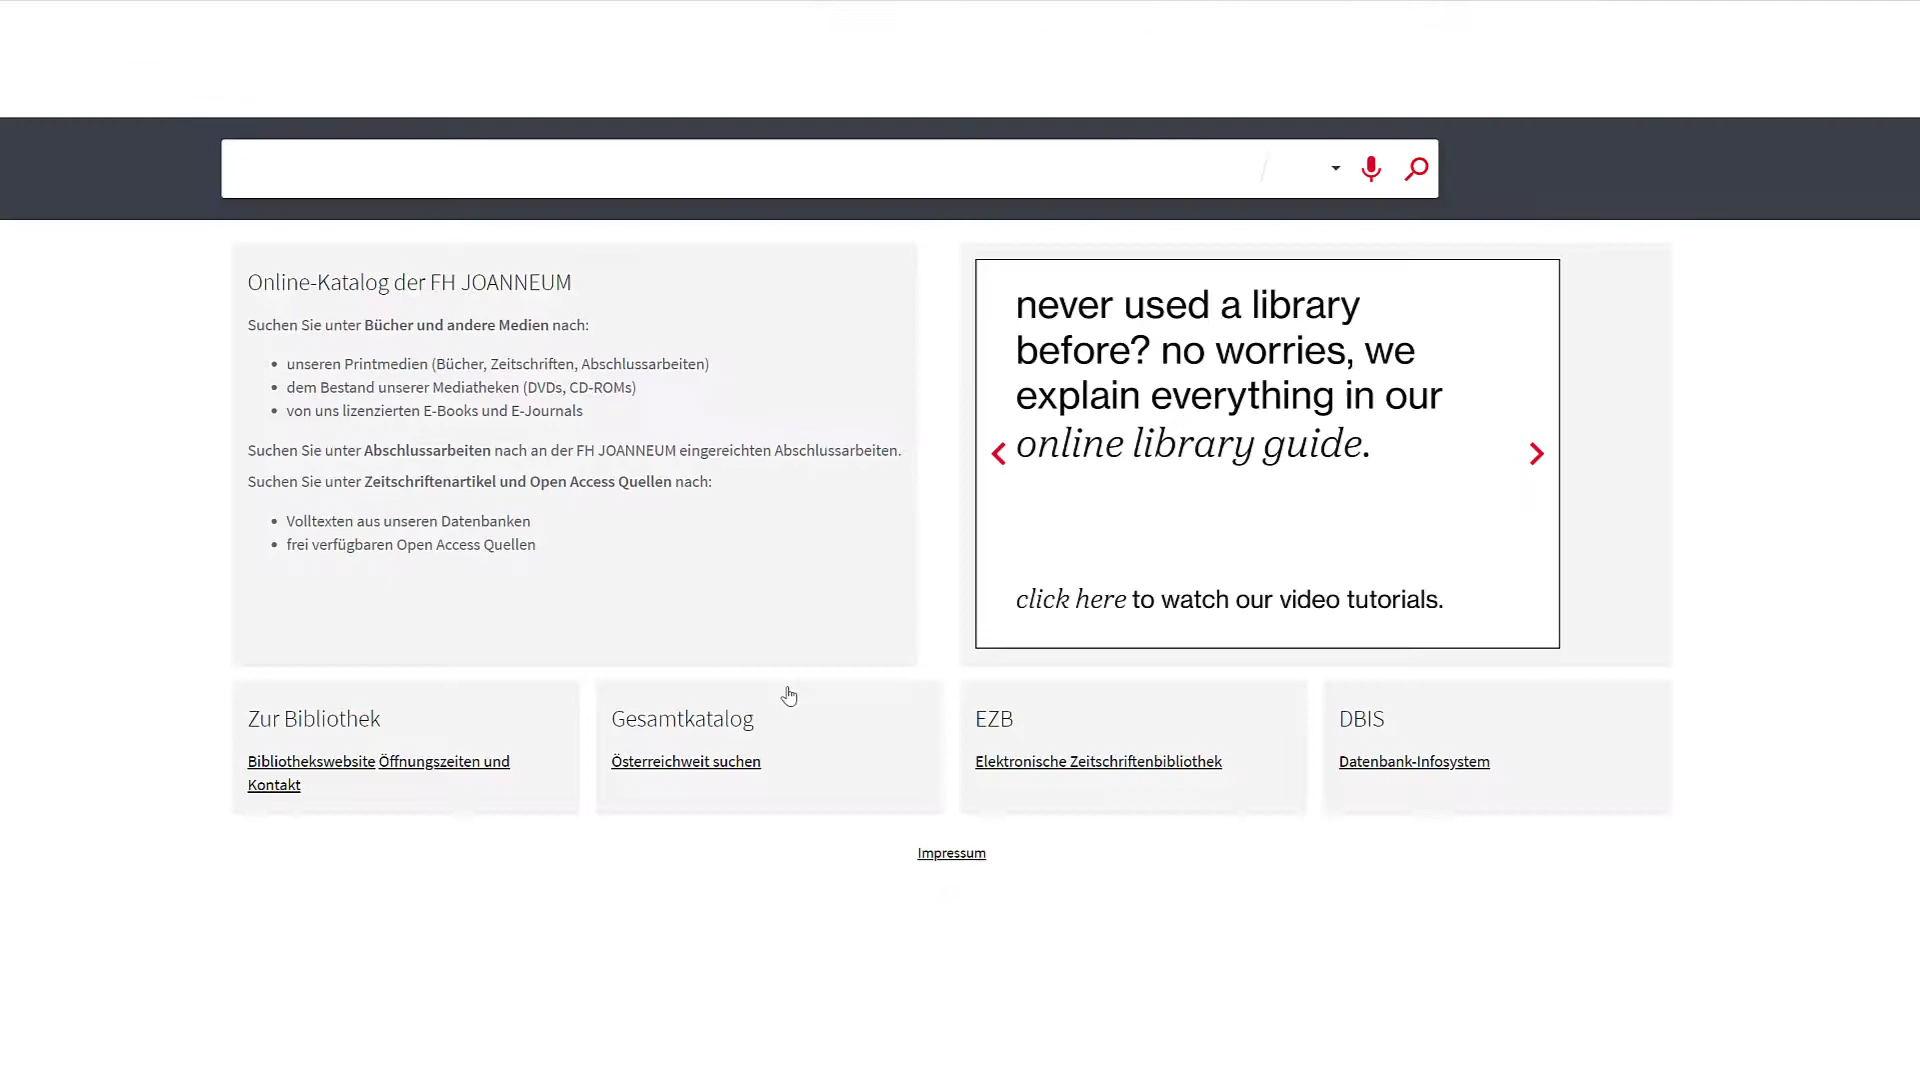 Online-Katalog der FH JOANNEUM
Suchen Sie unter Bücher und andere Medien nach:
unseren Printmedien (Bücher, Zeitschriften, Abschlussarbeiten)
dem Bestand unserer Mediatheken (DVDs, CD-ROMs)
von uns lizenzierten E-Books und E-Journals
Suchen Sie unter Abschlussarbeiten nach an der FH JOANNEUM eingereichten Abschlussarbeiten.
Suchen Sie unter Zeitschriftenartikel und Open Access Quellen nach:
Volltexten aus unseren Datenbanken
frei verfügbaren Open Access Quellen
never used a library
before? no worries, we
explain everything in our
online library guide.
click here to watch our video tutorials.
Zur Bibliothek
Bibliothekswebsite Öffnungszeiten und
Kontakt
Gesamtkatalog
Österreichweit suchen
EZB
Elektronische Zeitschriftenbibliothek
DBIS
Datenbank-Infosystem
Impressum